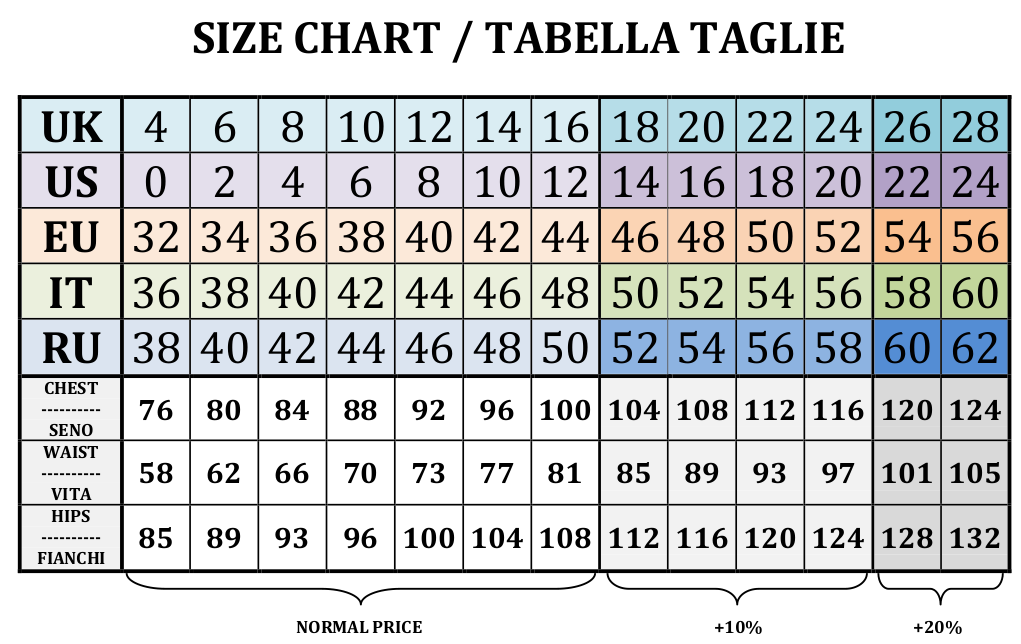 SIZE CHART / TABELLA TAGLIE
UK 4 6 8 10 12 14 16 18 20 22 24 26 28
US 0 2 4 6 8 10 12 14 16 18 20 22 24
EU 32 34 36 38 40 42 44 46 48 50 52 54 56
IT 36 38 40 42 44 46 48 50 52 54 56 58 60
RU 38 40 42 44 46 48 50 52 54 56 58 60 62
CHEST
----------
SENO
76 80 84 88 92 96 100 104 108 112 116 120 124
WAIST
----------
VITA
58 62 66 70 73 77 81 85 89 93 97 101 105
HIPS
----------
FIANCHI
85 89 93 96 100 104 108 112 116 120 124 128 132
NORMAL PRICE +10% +20%